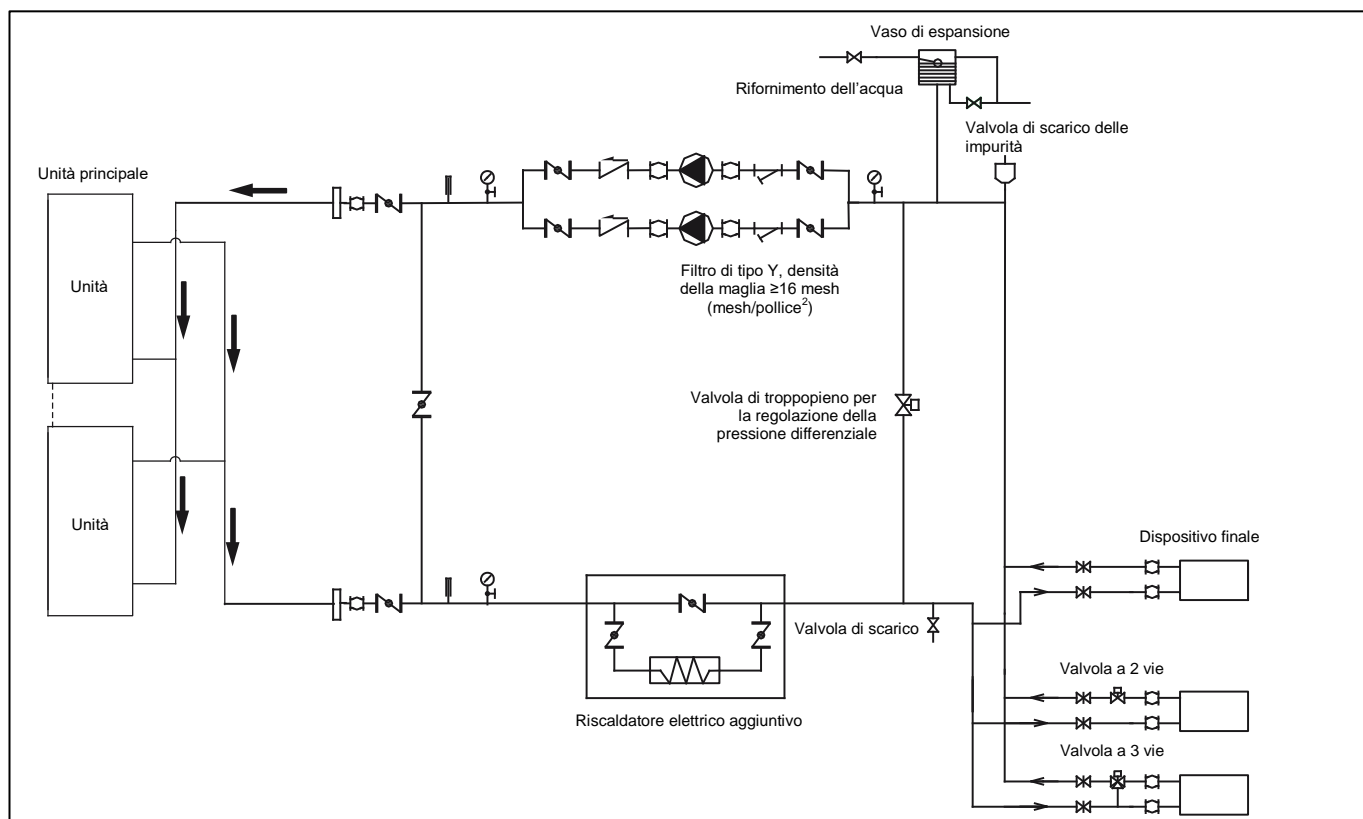 Vaso di espansione
Rifornimento dell’acqua
Valvola di scarico delle
impurità
Unità principale
Unità
Filtro di tipo Y, densità
della maglia ≥16 mesh
(mesh/pollice²)
Valvola di troppopieno per
la regolazione della
pressione differenziale
Unità
Dispositivo finale
Valvola di scarico
Valvola a 2 vie
Riscaldatore elettrico aggiuntivo
Valvola a 3 vie